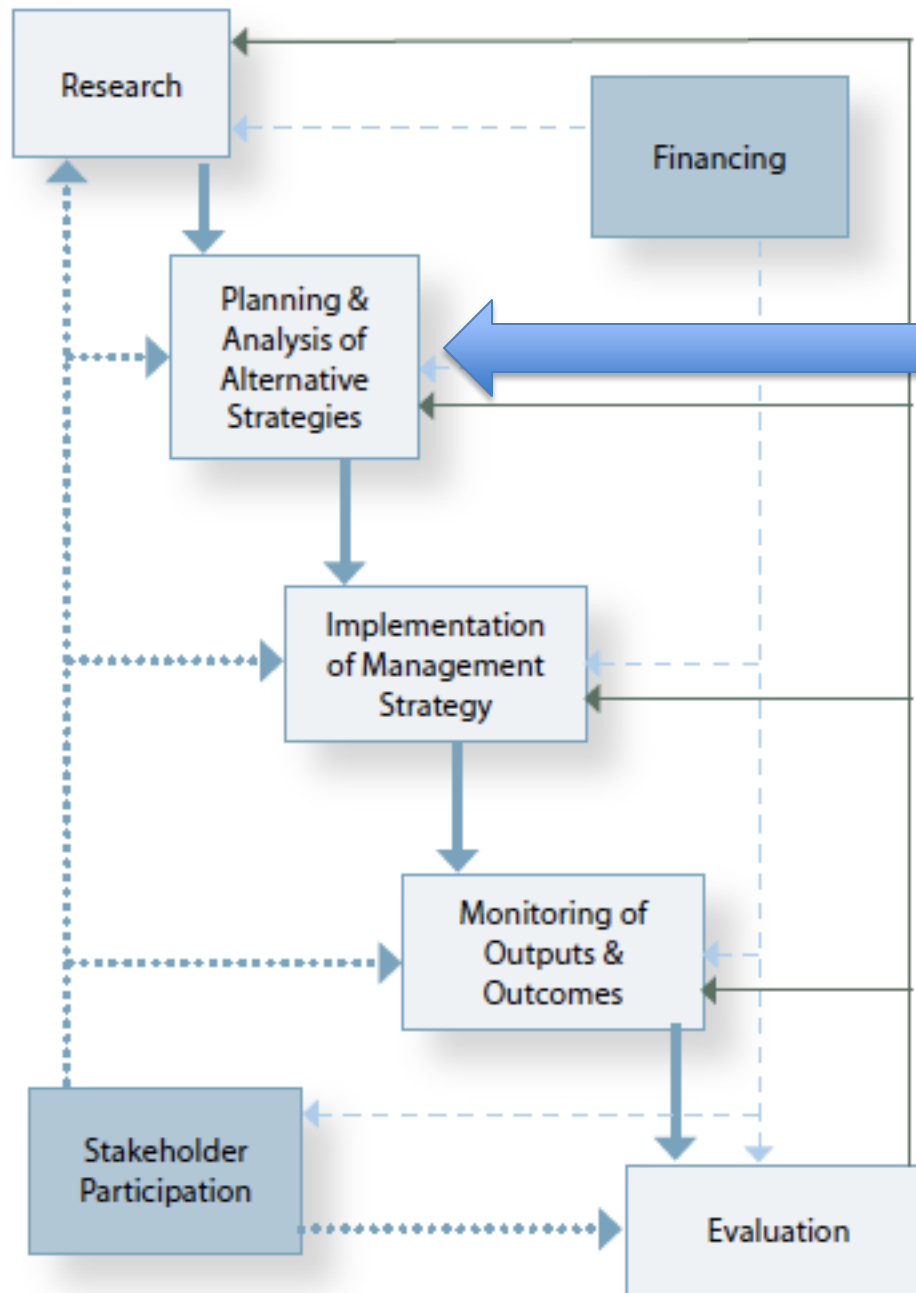 Research
Financing
Planning &
Analysis of
Alternative
Strategies
Implementation
of Management
Strategy
Monitoring of
Outputs &
Outcomes
Stakeholder
Participation
Evaluation